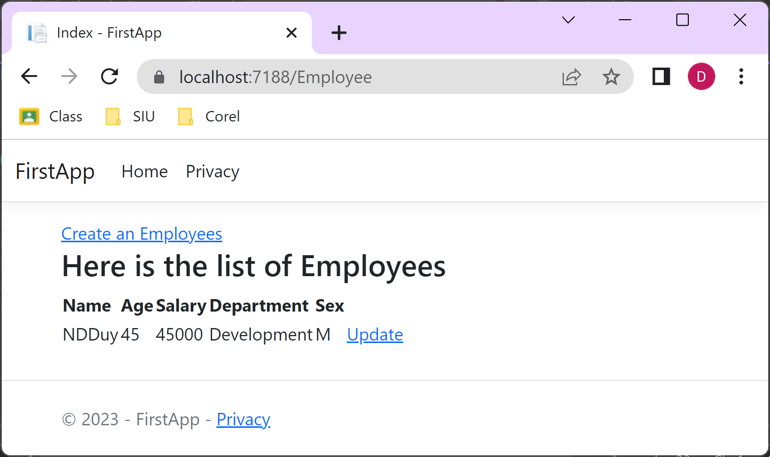 Index - FirstApp
localhost:7188/Employee
D
Class SIU Corel
FirstApp Home Privacy
Create an Employees
Here is the list of Employees
Name Age Salary Department Sex
NDDuy 45 45000 Development M Update
© 2023 - FirstApp - Privacy